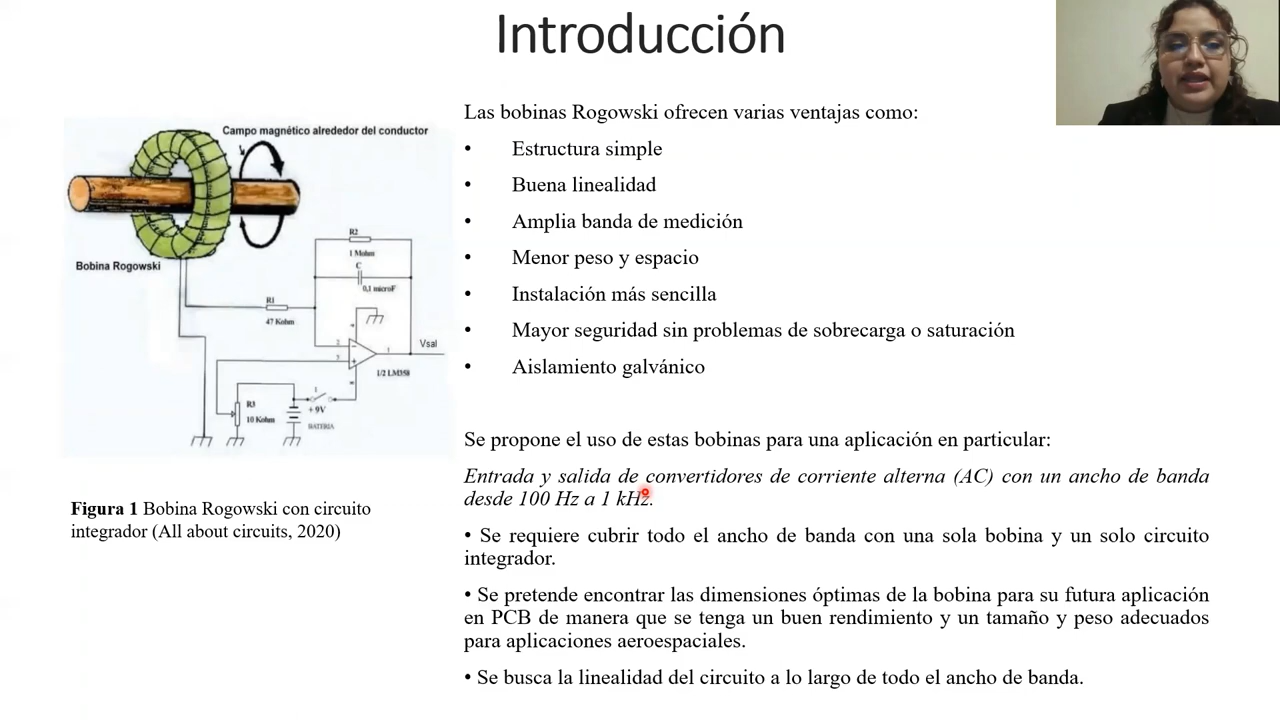 Introducción
Campo magnético alrededor del conductor
Bobina Rogowski
R2
1 Mohm
C
0,1 microF
R1
47 Kohm
4
2
3
1
Vsal
1/2 LM358
8
R3
10 Kohm
1
+ 9V
BATERIA
Figura 1 Bobina Rogowski con circuito
integrador (All about circuits, 2020)
Las bobinas Rogowski ofrecen varias ventajas como:
• Estructura simple
• Buena linealidad
• Amplia banda de medición
• Menor peso y espacio
• Instalación más sencilla
• Mayor seguridad sin problemas de sobrecarga o saturación
• Aislamiento galvánico
Se propone el uso de estas bobinas para una aplicación en particular:
Entrada y salida de convertidores de corriente alterna (AC) con un ancho de banda
desde 100 Hz a 1 kHz.
• Se requiere cubrir todo el ancho de banda con una sola bobina y un solo circuito
integrador.
• Se pretende encontrar las dimensiones óptimas de la bobina para su futura aplicación
en PCB de manera que se tenga un buen rendimiento y un tamaño y peso adecuados
para aplicaciones aeroespaciales.
• Se busca la linealidad del circuito a lo largo de todo el ancho de banda.